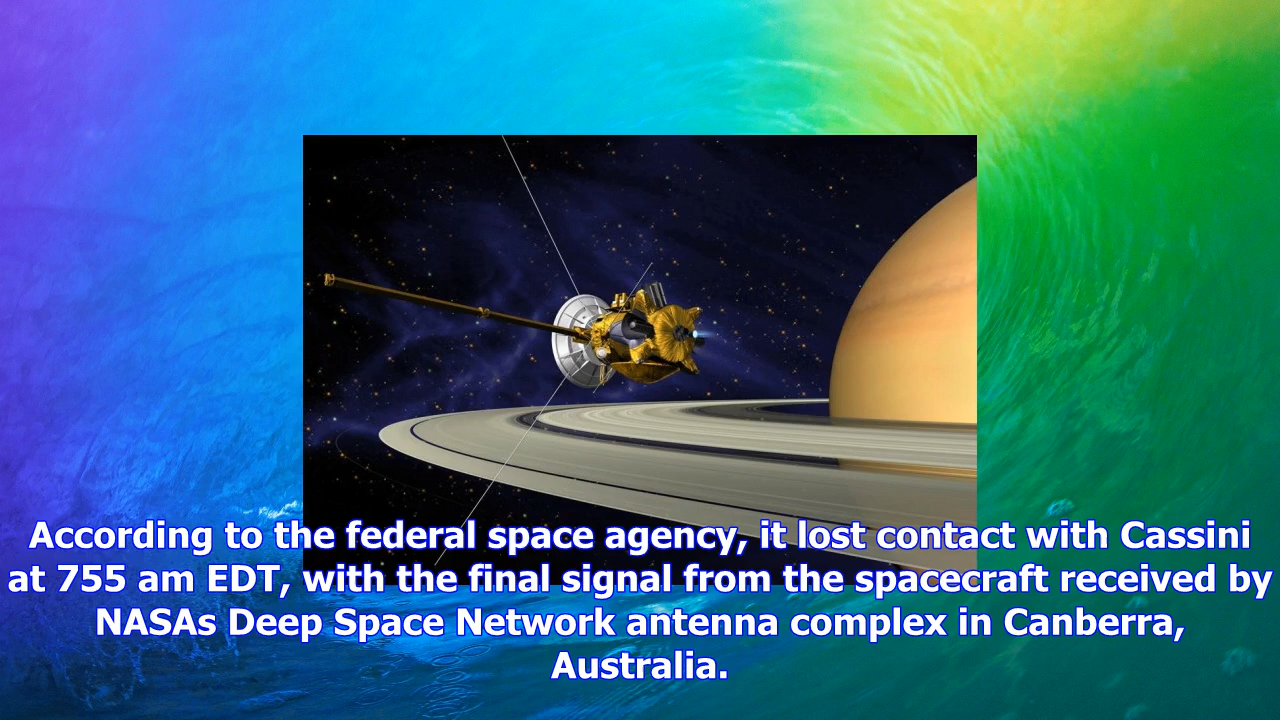 According to the federal space agency, it lost contact with Cassini
at 755 am EDT, with the final signal from the spacecraft received by
NASAs Deep Space Network antenna complex in Canberra,
Australia.